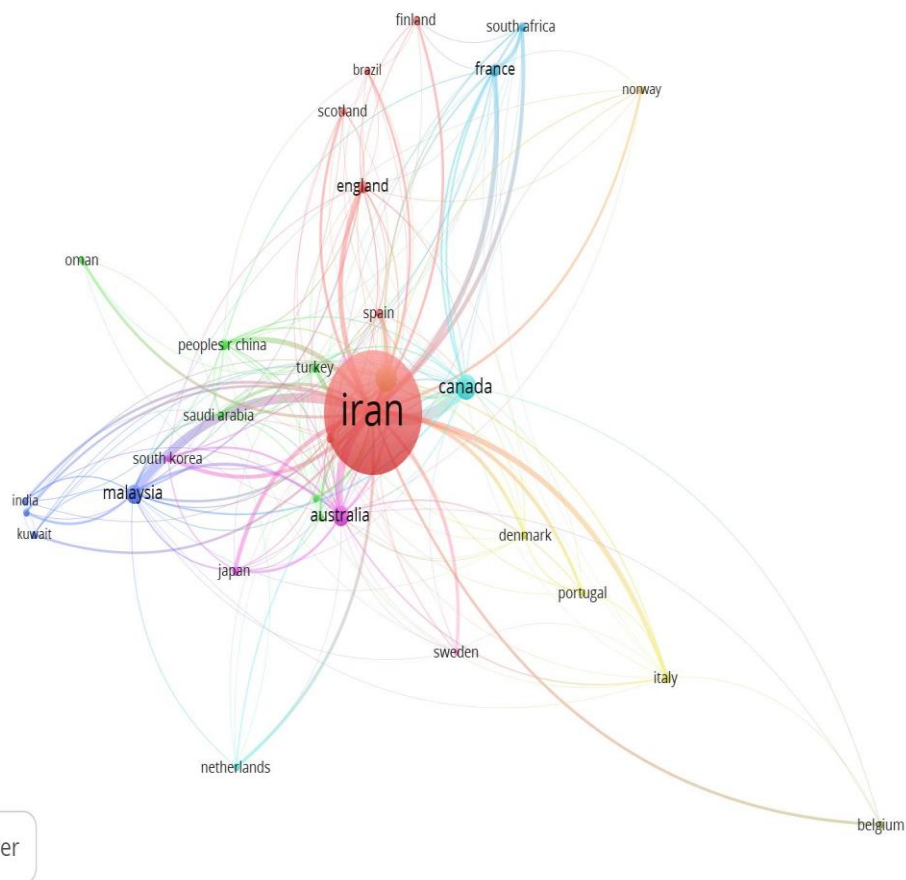 finland
south africa
brazil
france
norway
scotland
england
oman
spain
peoples r china
turkey
canada
iran
saudi arabia
south korea
malaysia
india
australia
kuwait
denmark
japan
portugal
sweden
italy
netherlands
belgium
er